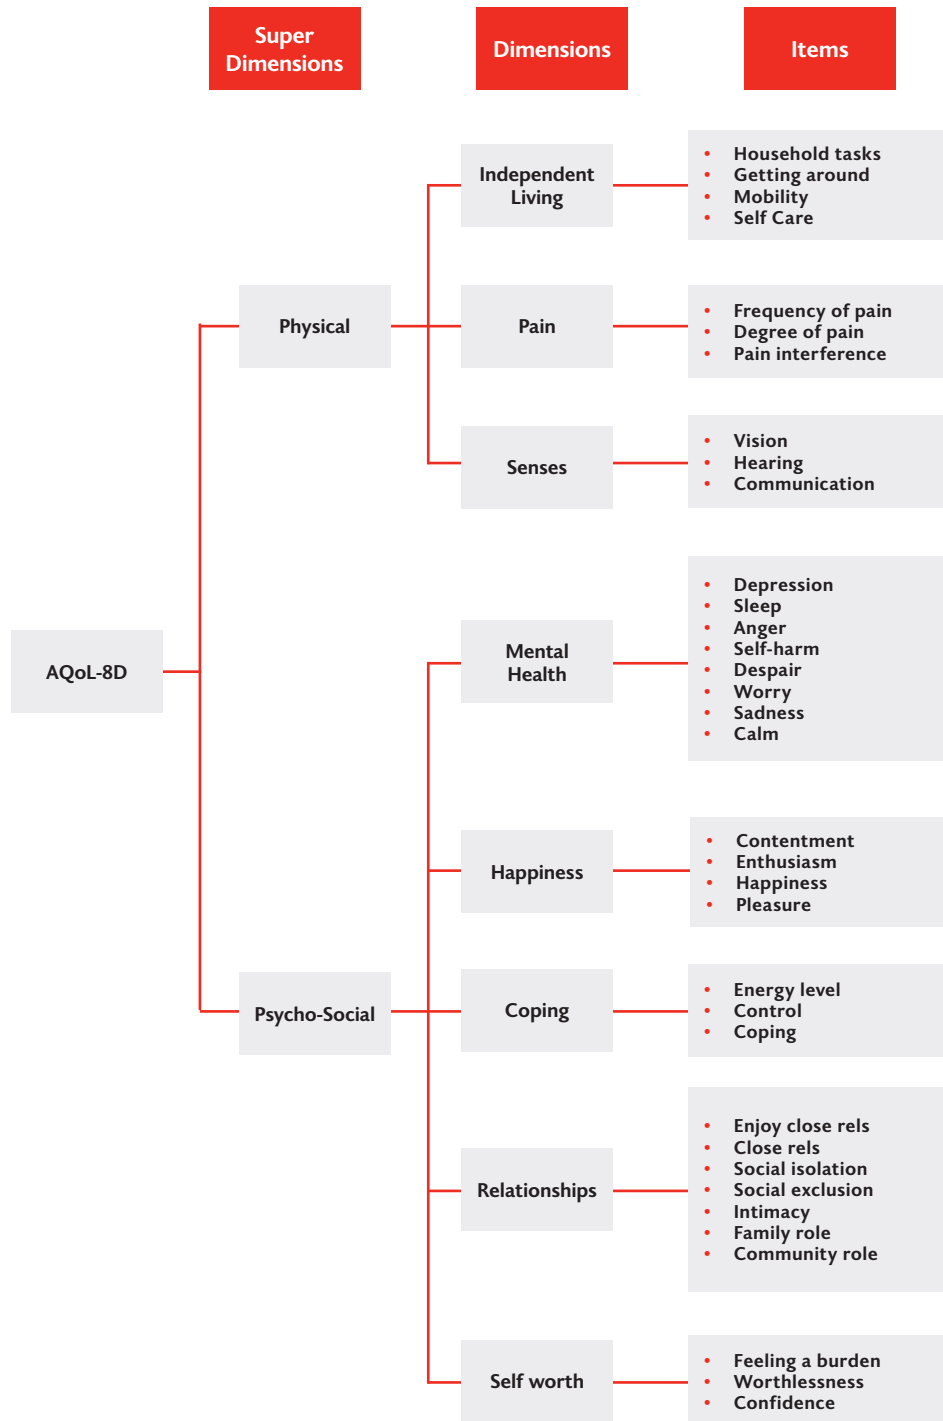 Super
Dimensions
Dimensions
Items
Independent
Living
• Household tasks
• Getting around
• Mobility
• Self Care
Physical
Pain
• Frequency of pain
• Degree of pain
• Pain interference
Senses
• Vision
• Hearing
• Communication
AQoL-8D
Mental
Health
• Depression
• Sleep
• Anger
• Self-harm
• Despair
• Worry
• Sadness
• Calm
Happiness
• Contentment
• Enthusiasm
• Happiness
• Pleasure
Psycho-Social
Coping
• Energy level
• Control
• Coping
Relationships
• Enjoy close rels
• Close rels
• Social isolation
• Social exclusion
• Intimacy
• Family role
• Community role
Self worth
• Feeling a burden
• Worthlessness
• Confidence